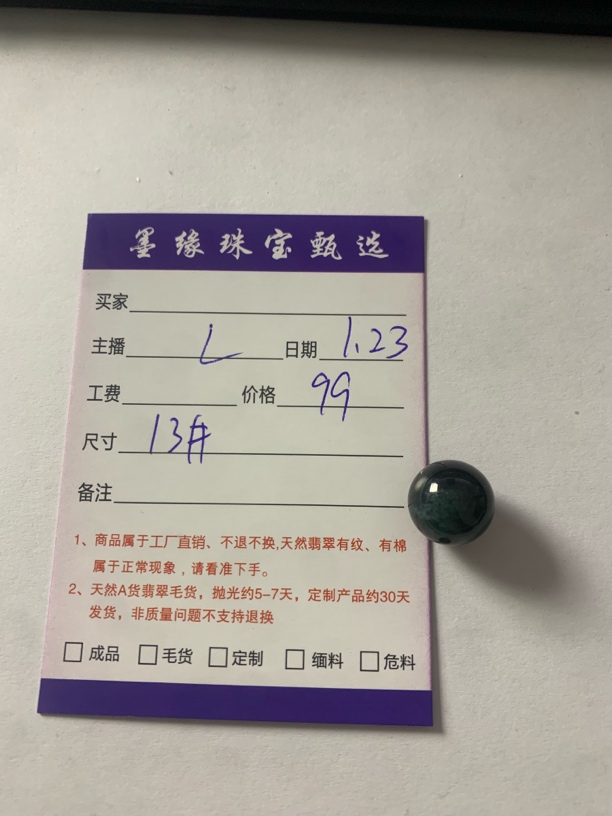 墨缘珠宝甄选
买家
主播 L 日期 1.23
工费 价格 99
尺寸 13#
备注
1、商品属于工厂直销、不退不换,天然翡翠有纹、有棉
属于正常现象，请看准下手。
2、天然A货翡翠毛货，抛光约5-7天，定制产品约30天
发货，非质量问题不支持退换
成品 毛货 定制 缅料 危料